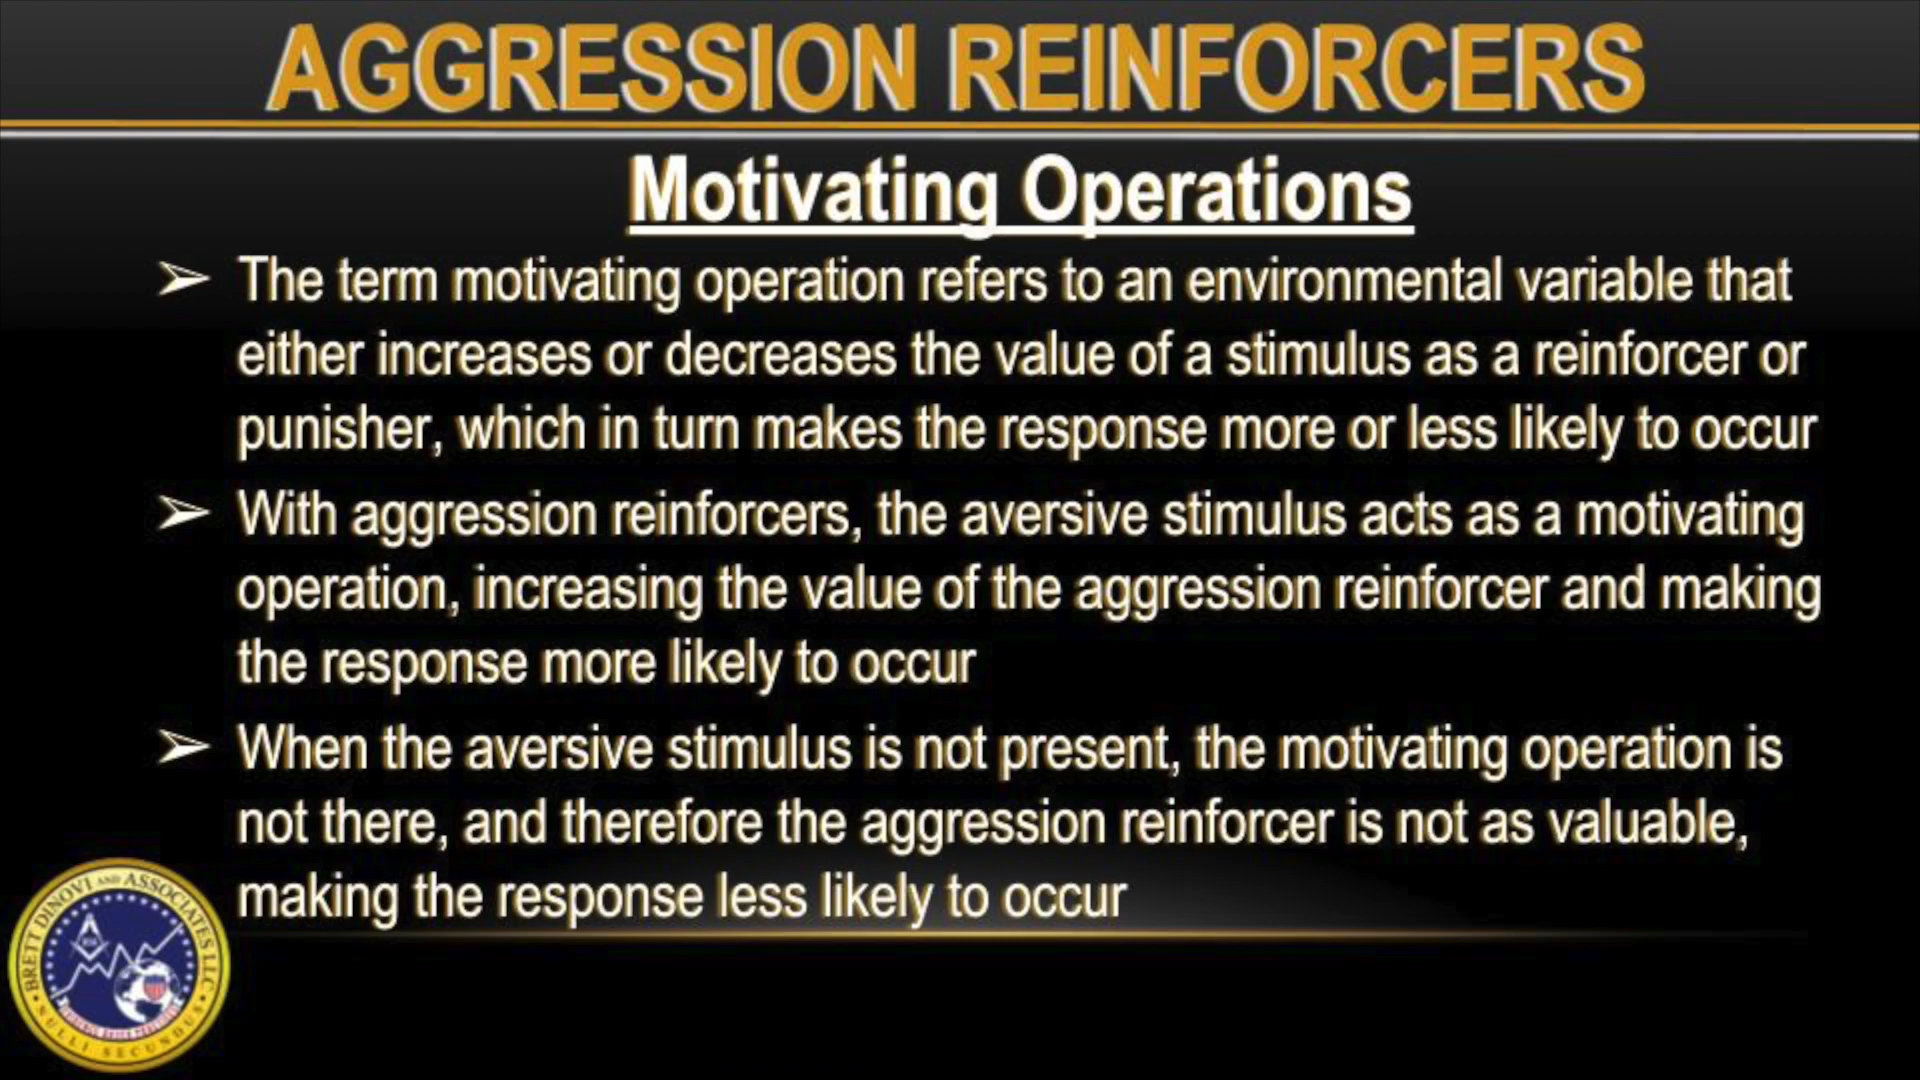 AGGRESSION REINFORCERS
Motivating Operations
➢ The term motivating operation refers to an environmental variable that
either increases or decreases the value of a stimulus as a reinforcer or
punisher, which in turn makes the response more or less likely to occur
➢ With aggression reinforcers, the aversive stimulus acts as a motivating
operation, increasing the value of the aggression reinforcer and making
the response more likely to occur
➢ When the aversive stimulus is not present, the motivating operation is
not there, and therefore the aggression reinforcer is not as valuable,
making the response less likely to occur
BRETT DINOVI AND ASSOCIATES LLC
NULLI SECUNDUS